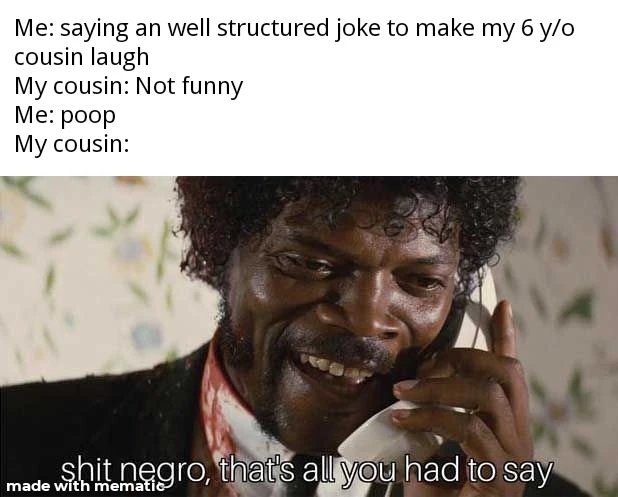 Me: saying an well structured joke to make my 6 y/o
cousin laugh
My cousin: Not funny
Me: poop
My cousin:
shit negro, that's all you had to say
made with mematic